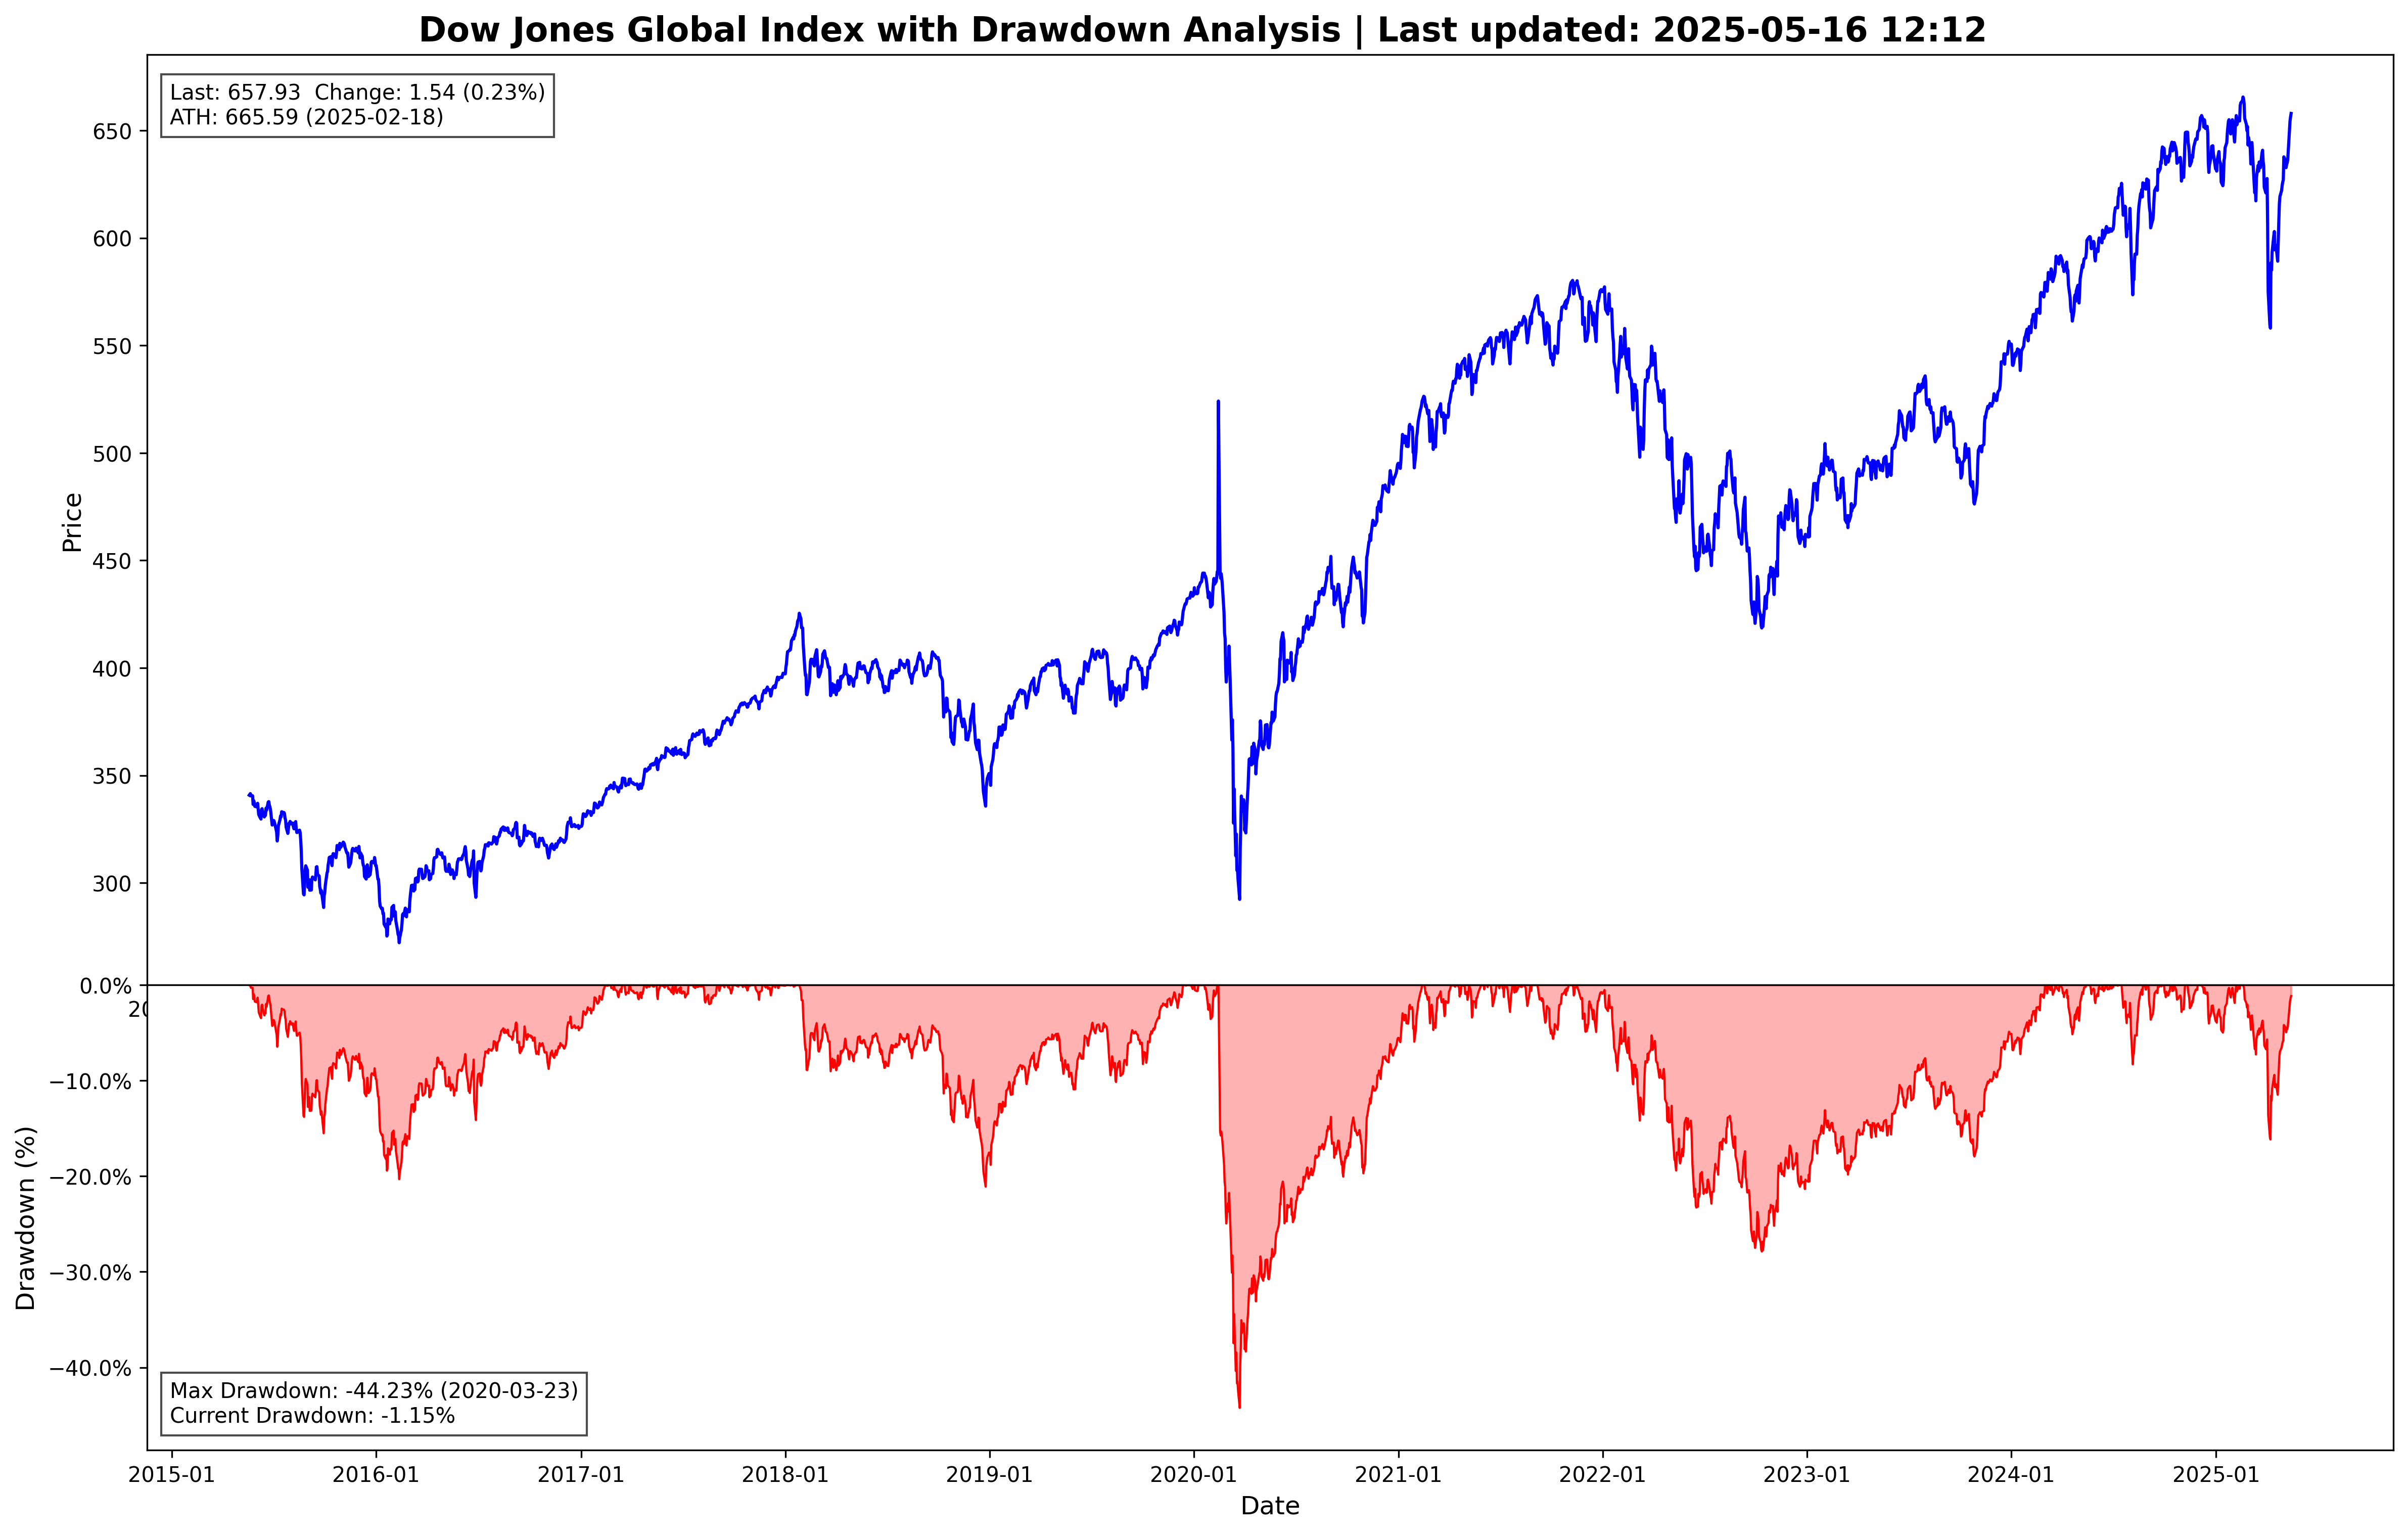 Dow Jones Global Index with Drawdown Analysis | Last updated: 2025-05-16 12:12
Last: 657.93  Change: 1.54 (0.23%)
ATH: 665.59 (2025-02-18)
650
600
550
500
450
400
350
300
Price
0.0%
20
−10.0%
−20.0%
−30.0%
−40.0%
Drawdown (%)
Max Drawdown: -44.23% (2020-03-23)
Current Drawdown: -1.15%
2015-01 2016-01 2017-01 2018-01 2019-01 2020-01 2021-01 2022-01 2023-01 2024-01 2025-01
Date